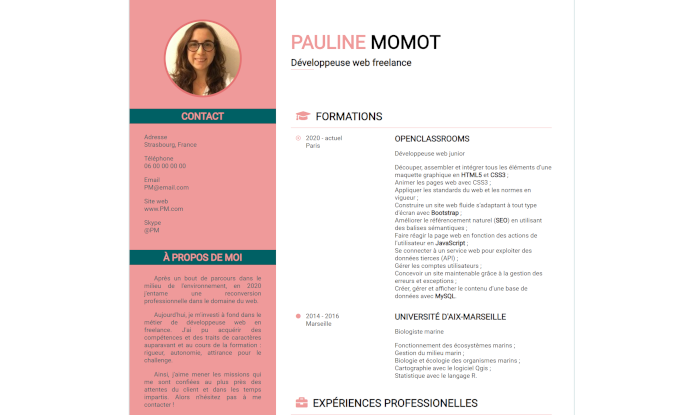 PAULINE MOMOT
Développeuse web freelance
CONTACT
Adresse
Strasbourg, France
Téléphone
06 00 00 00 00
Email
PM@email.com
Site web
www.PM.com
Skype
@PM
À PROPOS DE MOI
Après un bout de parcours dans le
milieu de l'environnement, en 2020
j'entame une reconversion
professionnelle dans le domaine du web.
Aujourd'hui, je m'investi à fond dans le
métier de développeuse web en
freelance. J'ai pu acquérir des
compétences et des traits de caractères
auparavant et au cours de la formation :
rigueur, autonomie, attirance pour le
challenge.
Ainsi, j'aime mener les missions qui
me sont confiées au plus près des
attentes du client et dans les temps
impartis. Alors n'hésitez pas à me
contacter !
FORMATIONS
2020 - actuel
Paris
OPENCLASSROOMS
Développeuse web junior
Découper, assembler et intégrer tous les éléments d'une
maquette graphique en HTML5 et CSS3 ;
Animer les pages web avec CSS3 ;
Appliquer les standards du web et les normes en
vigueur ;
Construire un site web fluide s'adaptant à tout type
d'écran avec Bootstrap ;
Améliorer le référencement naturel (SEO) en utilisant
des balises sémantiques ;
Faire réagir la page web en fonction des actions de
l'utilisateur en JavaScript ;
Se connecter à un service web pour exploiter des
données tierces (API) ;
Gérer les comptes utilisateurs ;
Concevoir un site maintenable grâce à la gestion des
erreurs et exceptions ;
Créer, gérer et afficher le contenu d'une base de
données avec MySQL.
2014 - 2016
Marseille
UNIVERSITÉ D'AIX-MARSEILLE
Biologiste marine
Fonctionnement des écosystèmes marins ;
Gestion du milieu marin ;
Biologie et écologie des organismes marins ;
Cartographie avec le logiciel Qgis ;
Statistique avec le langage R.
EXPÉRIENCES PROFESSIONELLES